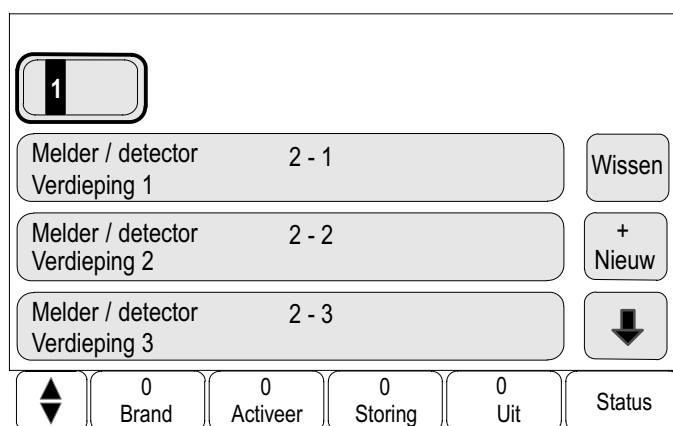 1
Melder / detector 2 - 1
Verdieping 1
Wissen
Melder / detector 2 - 2
Verdieping 2
+
Nieuw
Melder / detector 2 - 3
Verdieping 3
0
Brand
0
Activeer
0
Storing
0
Uit
Status